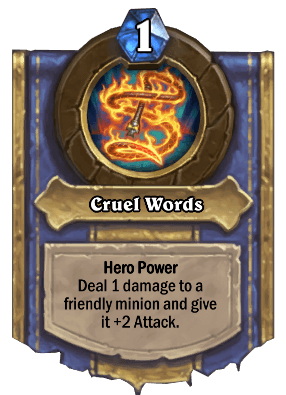 1
Cruel Words
Hero Power
Deal 1 damage to a
friendly minion and give
it +2 Attack.